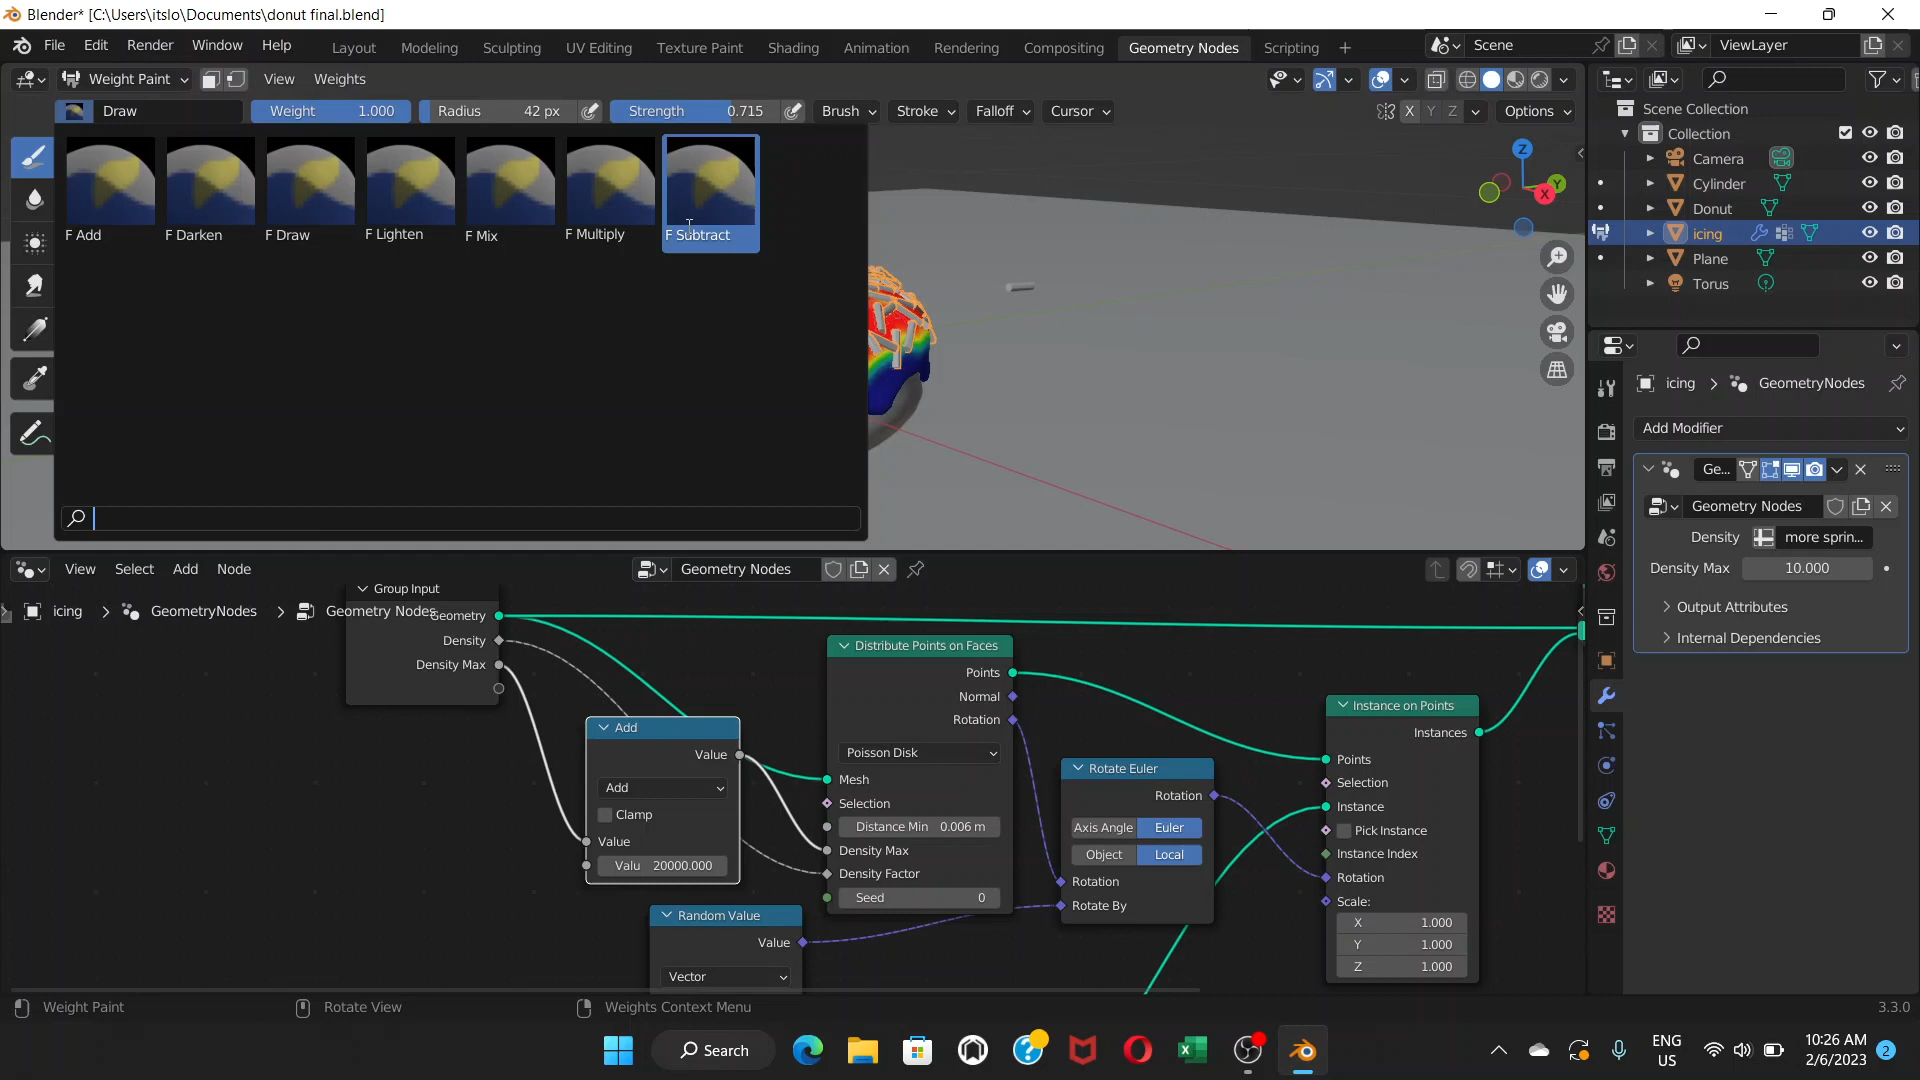 Blender* [C:\Users\itslo\Documents\donut final.blend]
File Edit Render Window Help Layout Modeling Sculpting UV Editing Texture Paint Shading Animation Rendering Compositing Geometry Nodes Scripting + Scene ViewLayer
Weight Paint View Weights
Draw Weight 1.000 Radius 42 px Strength 0.715 Brush Stroke Falloff Cursor X Y Z Options
F Add F Darken F Draw F Lighten F Mix F Multiply F Subtract
Z
Y
X
Scene Collection
Collection
Camera
Cylinder
Donut
icing
Plane
Torus
icing > GeometryNodes
Add Modifier
Ge...
Geometry Nodes
Density more sprin...
Density Max 10.000
Output Attributes
Internal Dependencies
View Select Add Node Geometry Nodes
icing > GeometryNodes > Geometry Nodes
Group Input
Geometry
Density
Density Max
Add
Value
Add
Clamp
Value
Valu 20000.000
Distribute Points on Faces
Points
Normal
Rotation
Poisson Disk
Mesh
Selection
Distance Min 0.006 m
Density Max
Density Factor
Seed 0
Random Value
Value
Vector
Rotate Euler
Rotation
Axis Angle Euler
Object Local
Rotation
Rotate By
Instance on Points
Instances
Points
Selection
Instance
Pick Instance
Instance Index
Rotation
Scale:
X 1.000
Y 1.000
Z 1.000
Weight Paint Rotate View Weights Context Menu 3.3.0
Search
ENG
US
10:26 AM
2/6/2023
2